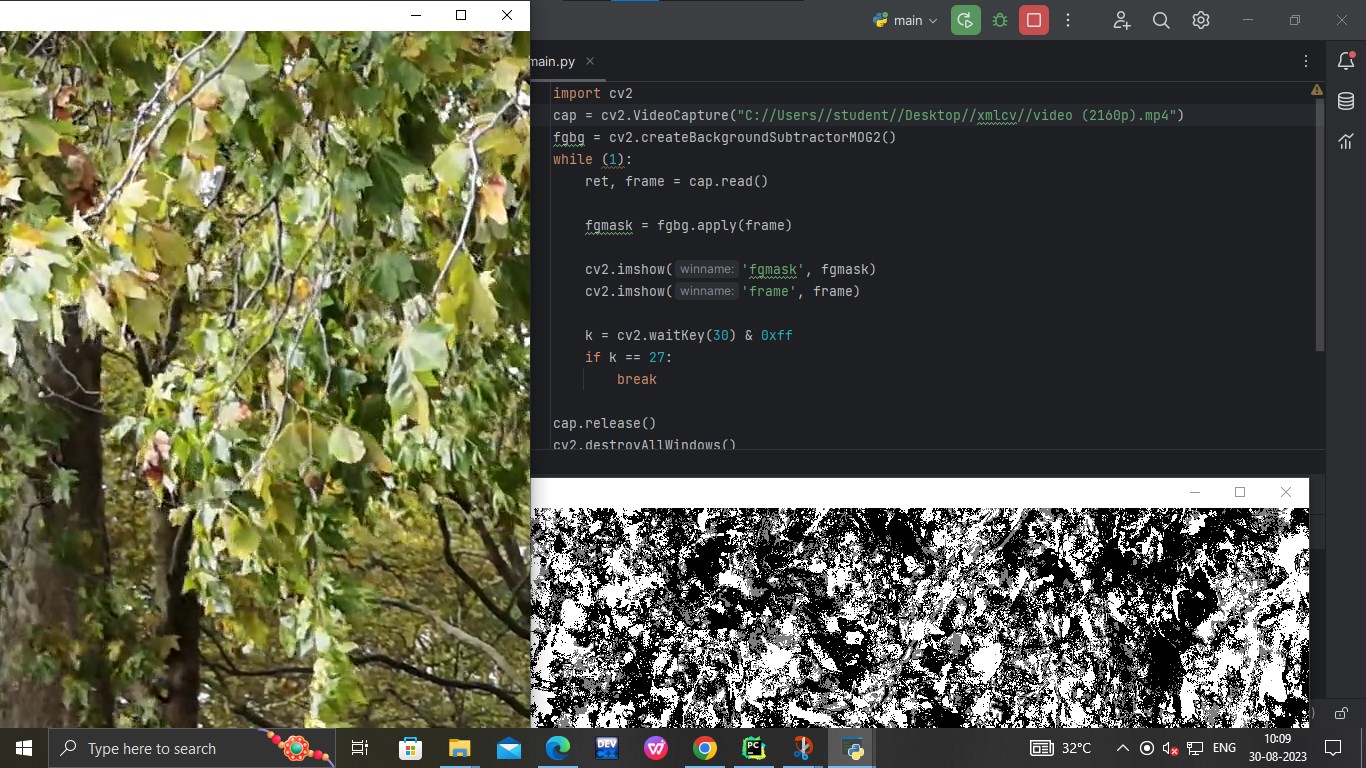 main
main.py
import cv2
cap = cv2.VideoCapture("C://Users//student//Desktop//xmlcv//video (2160p).mp4")
fgbg = cv2.createBackgroundSubtractorMOG2()
while (1):
ret, frame = cap.read()
fgmask = fgbg.apply(frame)
cv2.imshow( winname: 'fgmask', fgmask)
cv2.imshow( winname: 'frame', frame)
k = cv2.waitKey(30) & 0xff
if k == 27:
break
cap.release()
cv2.destroyAllWindows()
Type here to search
DEV
PC
32°C
ENG
10:09
30-08-2023